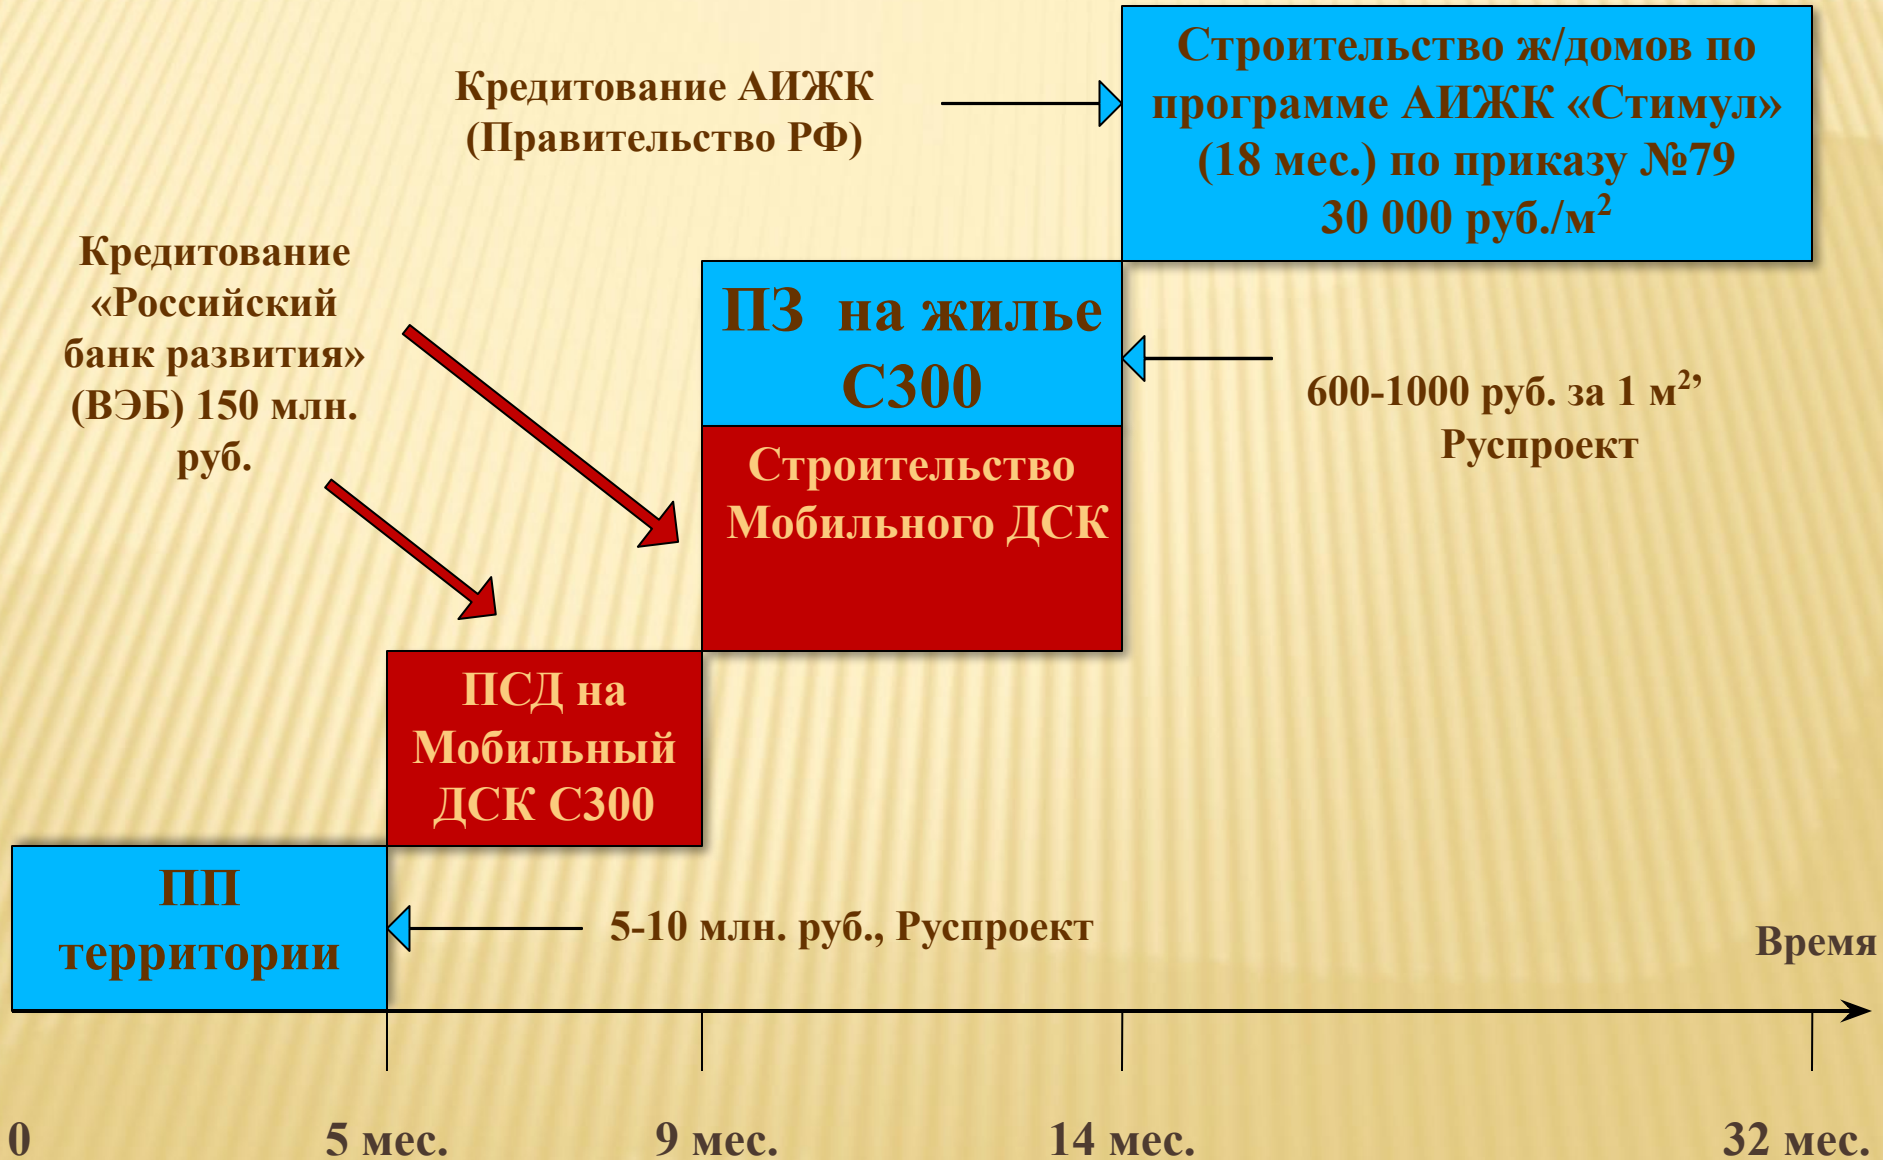 Строительство ж/домов по
программе АИЖК «Стимул»
(18 мес.) по приказу №79
30 000 руб./м²
Кредитование АИЖК
(Правительство РФ)
Кредитование
«Российский
банк развития»
(ВЭБ) 150 млн.
руб.
ПЗ на жилье
С300
600-1000 руб. за 1 м²,
Руспроект
Строительство
Мобильного ДСК
ПСД на
Мобильный
ДСК С300
ПП
территории
5-10 млн. руб., Руспроект
Время
0 5 мес. 9 мес. 14 мес. 32 мес.